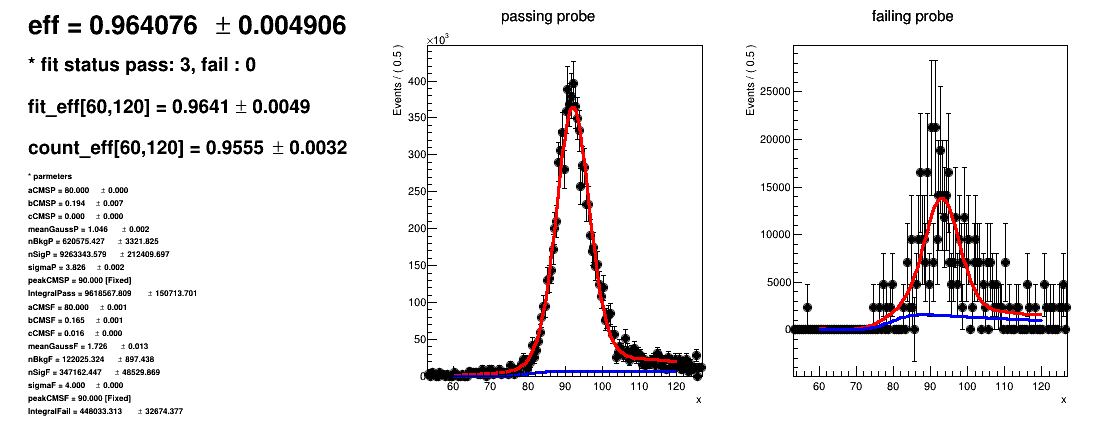 eff = 0.964076 ± 0.004906
* fit status pass: 3, fail : 0
fit_eff[60,120] = 0.9641 ± 0.0049
count_eff[60,120] = 0.9555 ± 0.0032
* parmeters
aCMSP = 80.000 ± 0.000
bCMSP = 0.194 ± 0.007
cCMSP = 0.000 ± 0.000
meanGaussP = 1.046 ± 0.002
nBkgP = 620575.427 ± 3321.825
nSigP = 9263343.579 ± 212409.697
sigmaP = 3.826 ± 0.002
peakCMSP = 90.000 [Fixed]
IntegralPass = 9618567.809 ± 150713.701
aCMSF = 80.000 ± 0.001
bCMSF = 0.165 ± 0.001
cCMSF = 0.016 ± 0.000
meanGaussF = 1.726 ± 0.013
nBkgF = 122025.324 ± 897.438
nSigF = 347162.447 ± 48529.869
sigmaF = 4.000 ± 0.000
peakCMSF = 90.000 [Fixed]
IntegralFail = 448033.313 ± 32674.377
passing probe
×10³
Events / ( 0.5 )
400
350
300
250
200
150
100
50
0
60 70 80 90 100 110 120
x
failing probe
Events / ( 0.5 )
25000
20000
15000
10000
5000
0
60 70 80 90 100 110 120
x